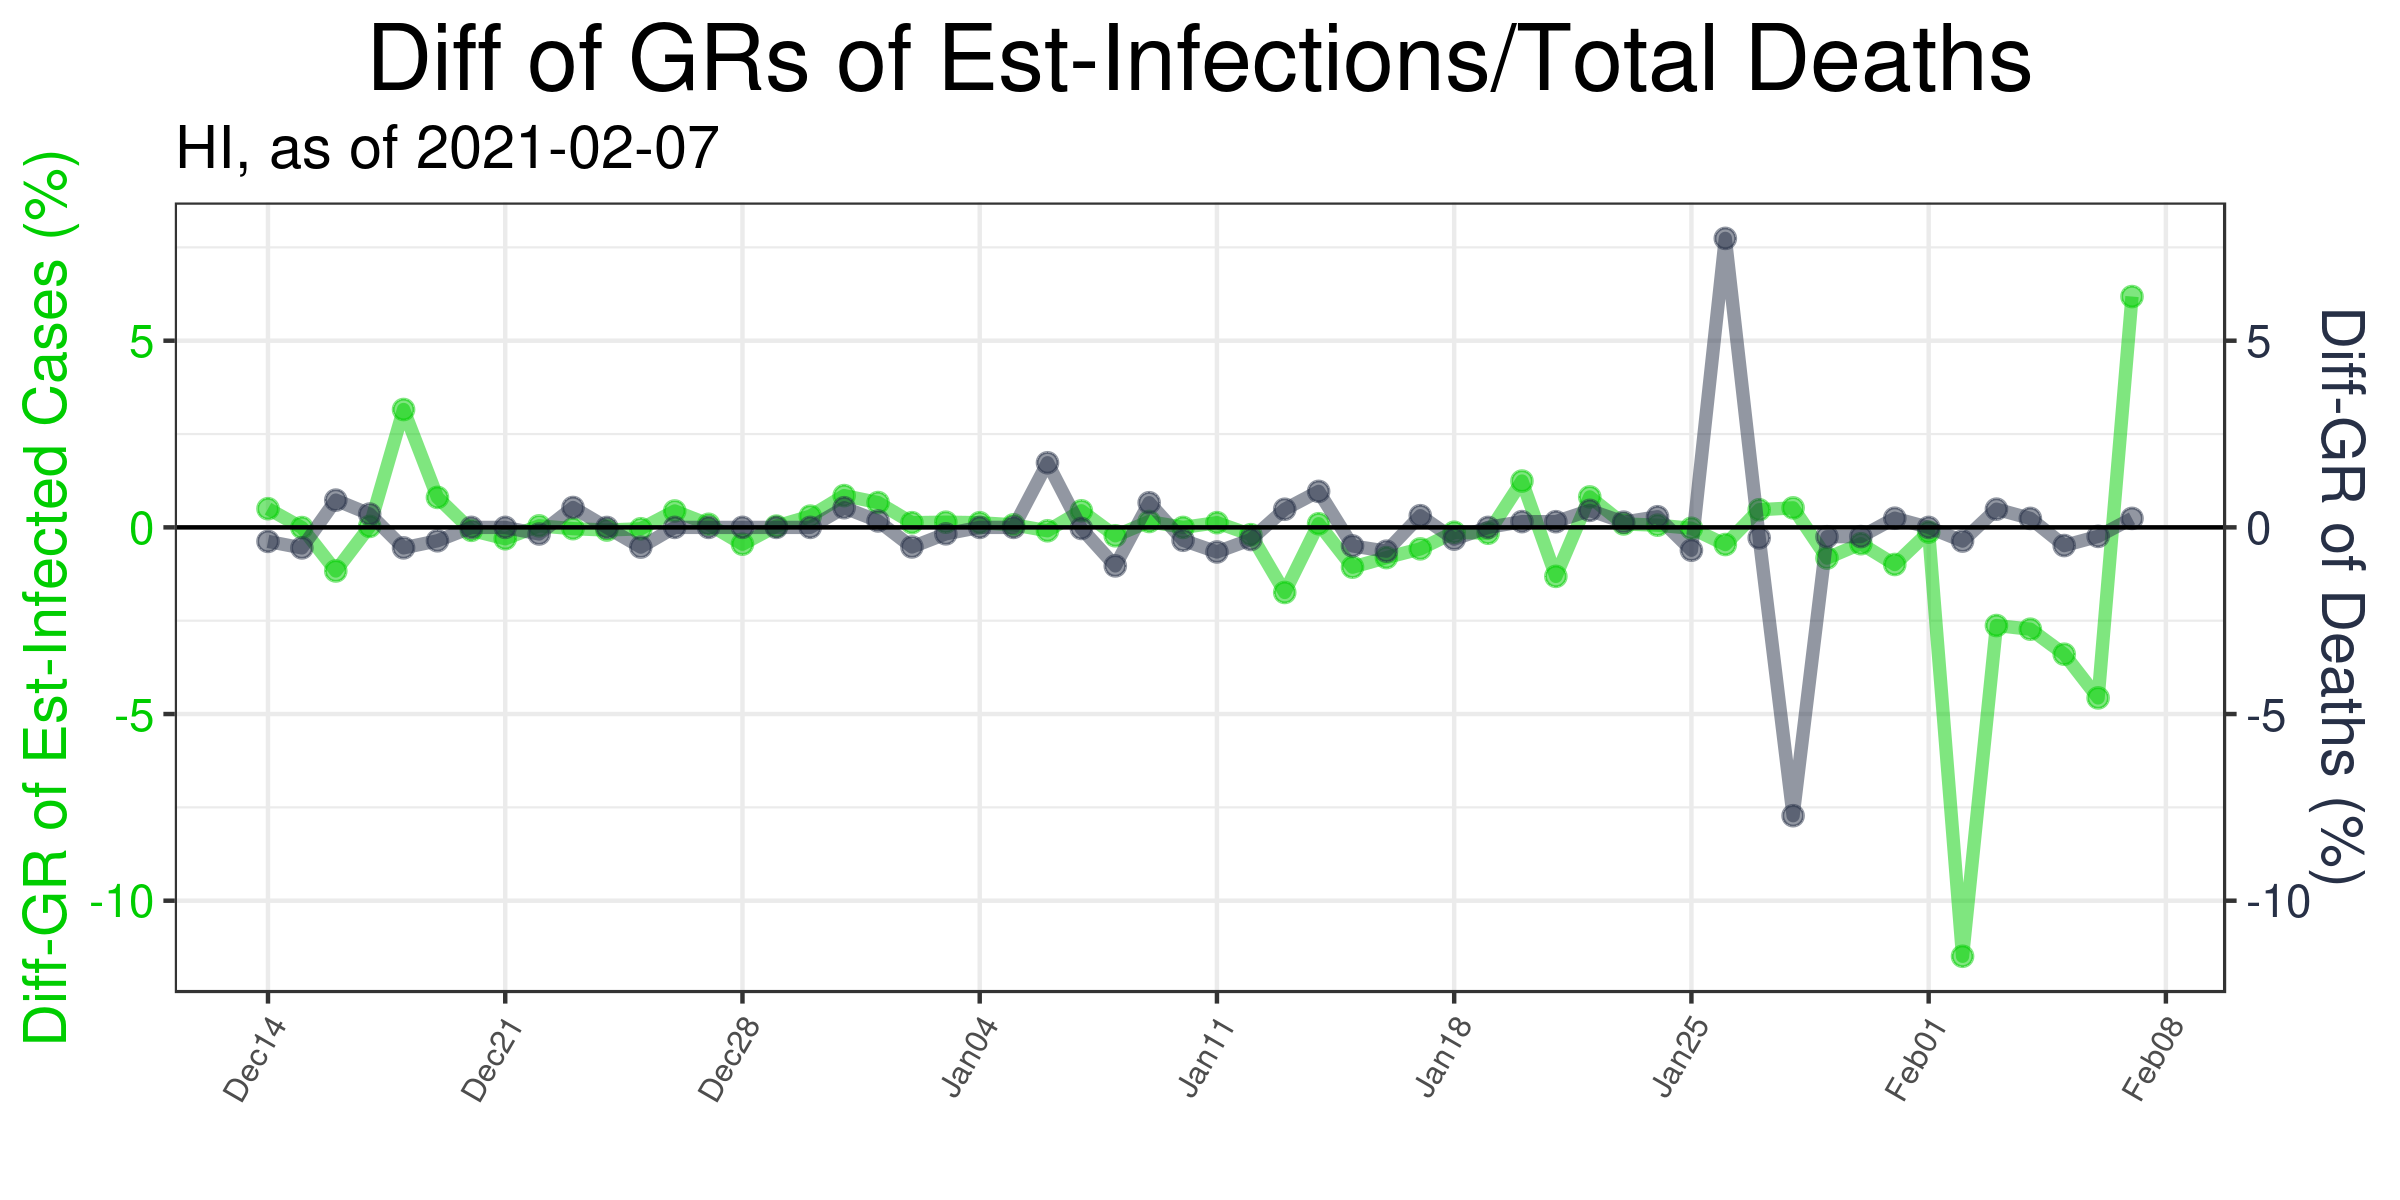 Diff of GRs of Est-Infections/Total Deaths
HI, as of 2021-02-07
Diff-GR of Est-Infected Cases (%)
5
0
-5
-10
5
0
-5
-10
Diff-GR of Deaths (%)
Dec14
Dec21
Dec28
Jan04
Jan11
Jan18
Jan25
Feb01
Feb08